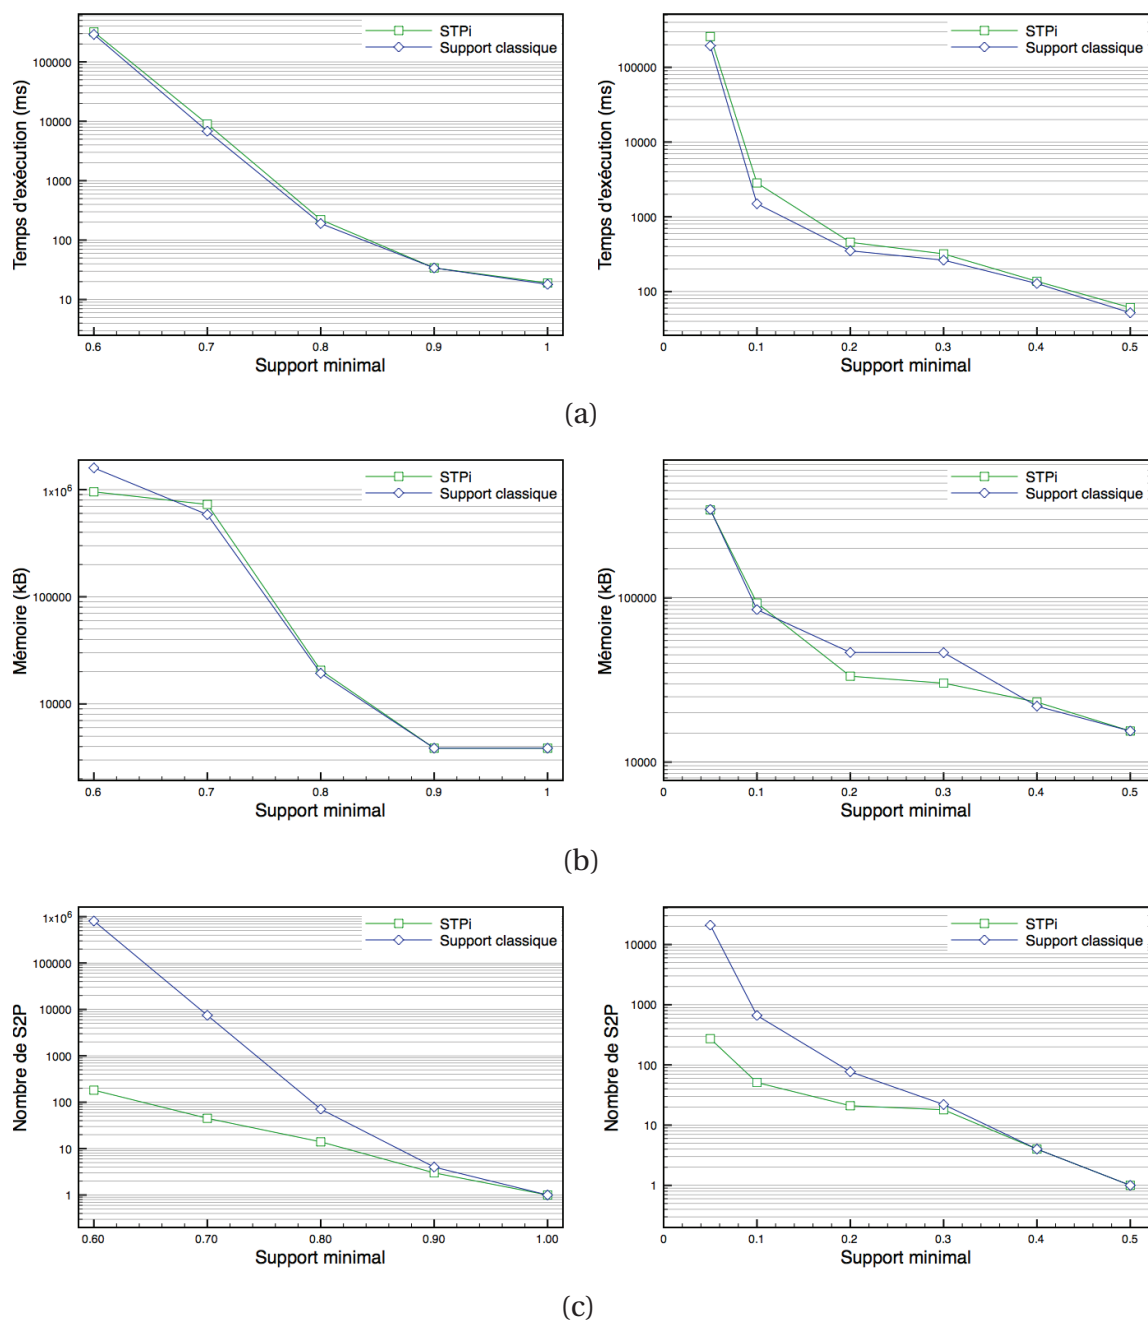 STPi
Support classique
100000
10000
1000
100
10
0.6
0.7
0.8
0.9
1
Temps d'exécution (ms)
Support minimal
STPi
Support classique
100000
10000
1000
100
0
0.1
0.2
0.3
0.4
0.5
Temps d'exécution (ms)
Support minimal
(a)
STPi
Support classique
1x10^6
100000
10000
0.6
0.7
0.8
0.9
1
Mémoire (kB)
Support minimal
STPi
Support classique
100000
10000
0
0.1
0.2
0.3
0.4
0.5
Mémoire (kB)
Support minimal
(b)
STPi
Support classique
1x10^6
100000
10000
1000
100
10
1
0.60
0.70
0.80
0.90
1.00
Nombre de S2P
Support minimal
STPi
Support classique
10000
1000
100
10
1
0
0.1
0.2
0.3
0.4
0.5
Nombre de S2P
Support minimal
(c)